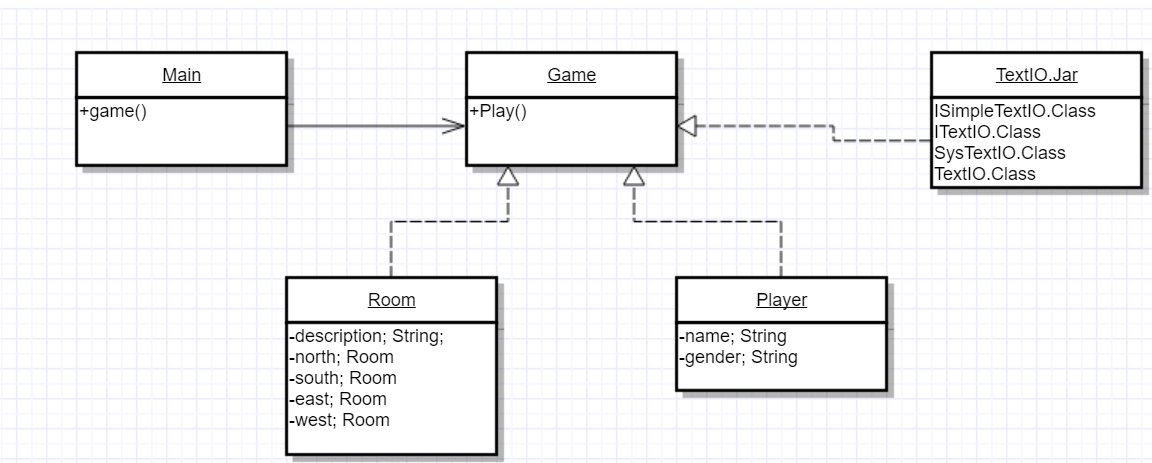 Main
+game()
Game
+Play()
TextIO.Jar
ISimpleTextIO.Class
ITextIO.Class
SysTextIO.Class
TextIO.Class
Room
-description; String;
-north; Room
-south; Room
-east; Room
-west; Room
Player
-name; String
-gender; String